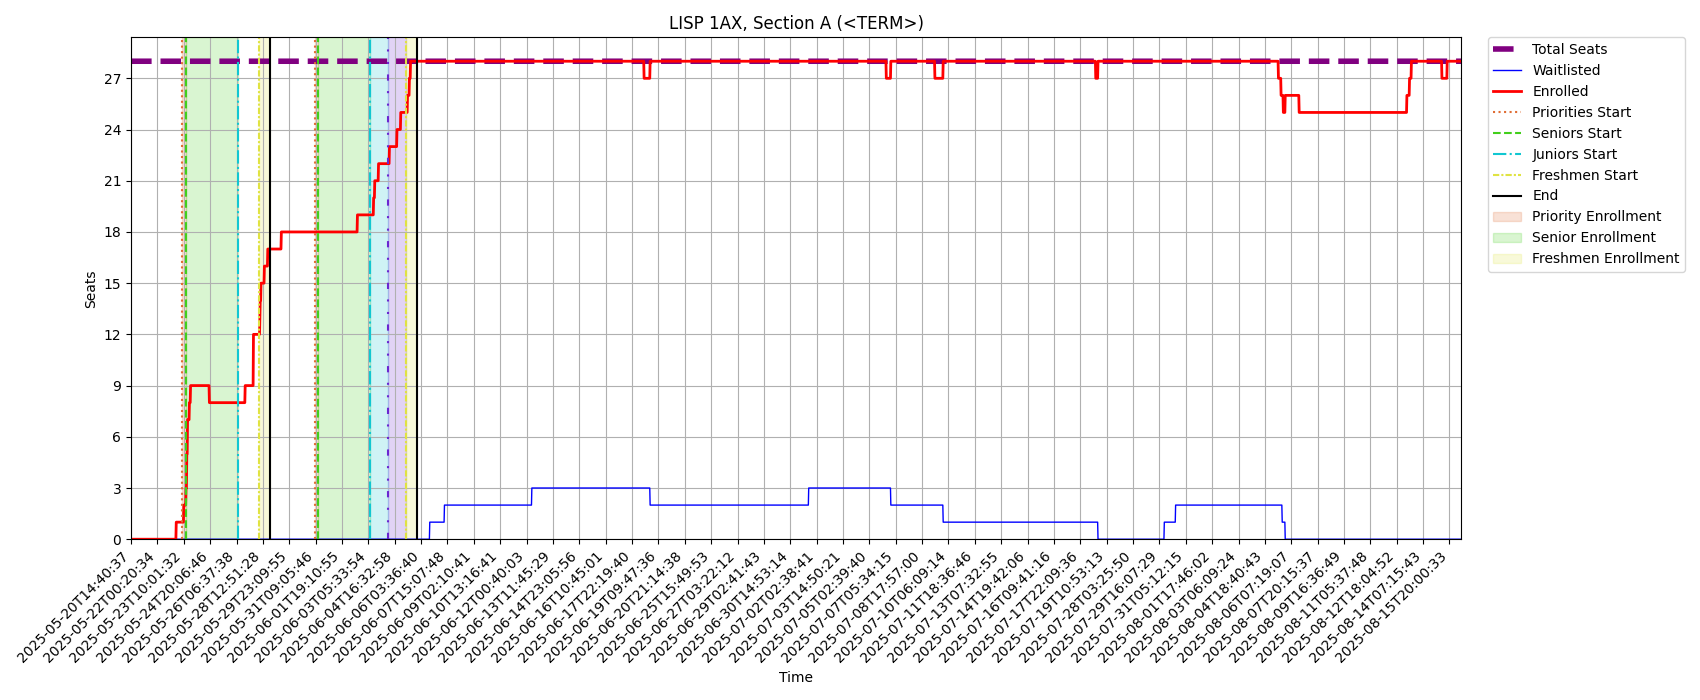 LISP 1AX, Section A (<TERM>)
Total Seats
Waitlisted
Enrolled
Priorities Start
Seniors Start
Juniors Start
Freshmen Start
End
Priority Enrollment
Senior Enrollment
Freshmen Enrollment
Seats
27
24
21
18
15
12
9
6
3
0
2025-05-20T14:40:37
2025-05-22T00:20:34
2025-05-23T10:01:32
2025-05-24T20:06:46
2025-05-26T06:37:38
2025-05-28T12:51:28
2025-05-29T23:09:55
2025-05-31T09:05:46
2025-06-01T19:10:55
2025-06-03T05:33:54
2025-06-04T16:32:58
2025-06-06T03:36:40
2025-06-07T15:07:48
2025-06-09T02:10:41
2025-06-10T13:16:41
2025-06-12T00:40:03
2025-06-13T11:45:29
2025-06-14T23:05:56
2025-06-16T10:45:01
2025-06-17T22:19:40
2025-06-19T09:47:36
2025-06-20T21:14:38
2025-06-25T15:49:53
2025-06-27T03:22:12
2025-06-29T02:41:43
2025-06-30T14:53:14
2025-07-02T02:38:41
2025-07-03T14:50:21
2025-07-05T02:39:40
2025-07-07T05:34:15
2025-07-08T17:57:00
2025-07-10T06:09:14
2025-07-11T18:36:46
2025-07-13T07:32:55
2025-07-14T19:42:06
2025-07-16T09:41:16
2025-07-17T22:09:36
2025-07-19T10:53:13
2025-07-28T03:25:50
2025-07-29T16:07:29
2025-07-31T05:12:15
2025-08-01T17:46:02
2025-08-03T06:09:24
2025-08-04T18:40:43
2025-08-06T07:19:07
2025-08-07T20:15:37
2025-08-09T16:36:49
2025-08-11T05:37:48
2025-08-12T18:04:52
2025-08-14T07:15:43
2025-08-15T20:00:33
Time